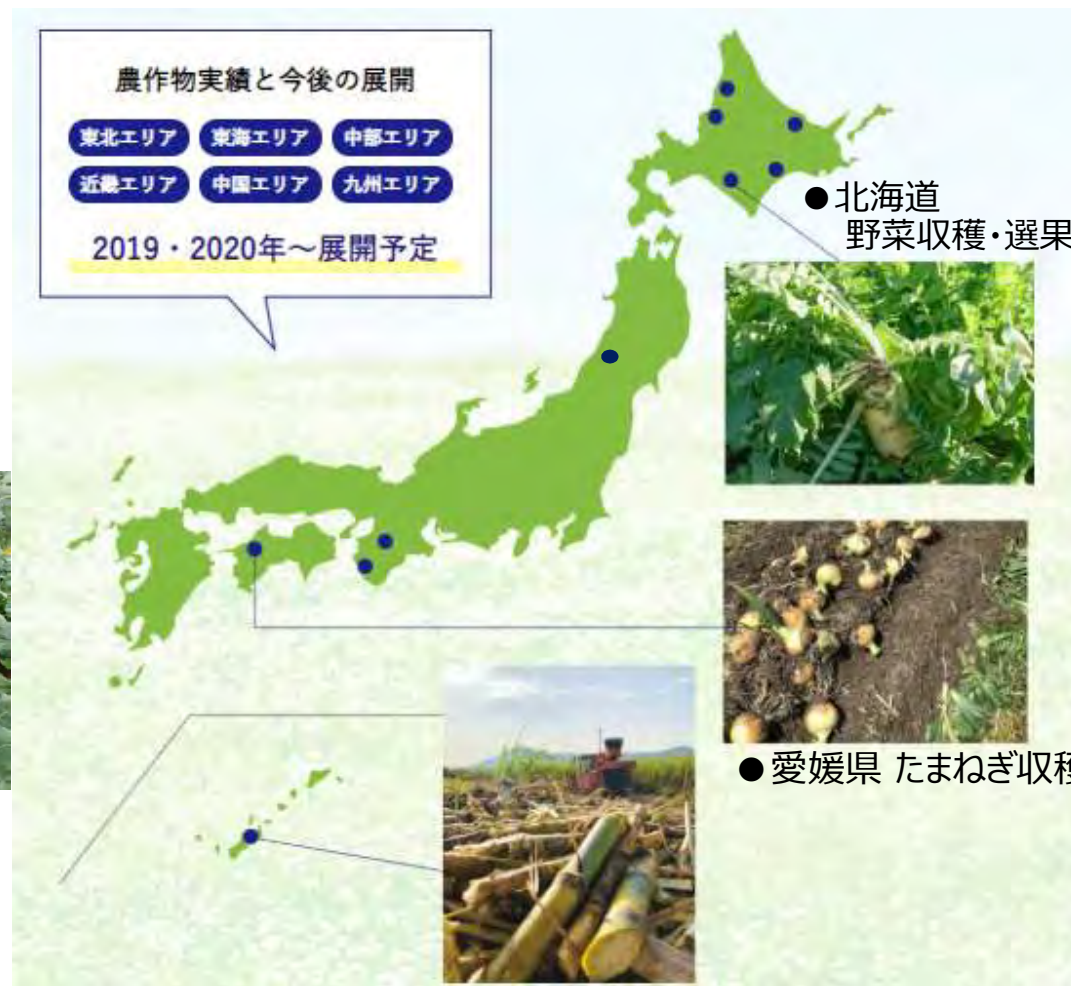 農作物実績と今後の展開
東北エリア 東海エリア 中部エリア
近畿エリア 中国エリア 九州エリア
2019・2020年～展開予定
●北海道
野菜収穫・選果
●愛媛県 たまねぎ収穫